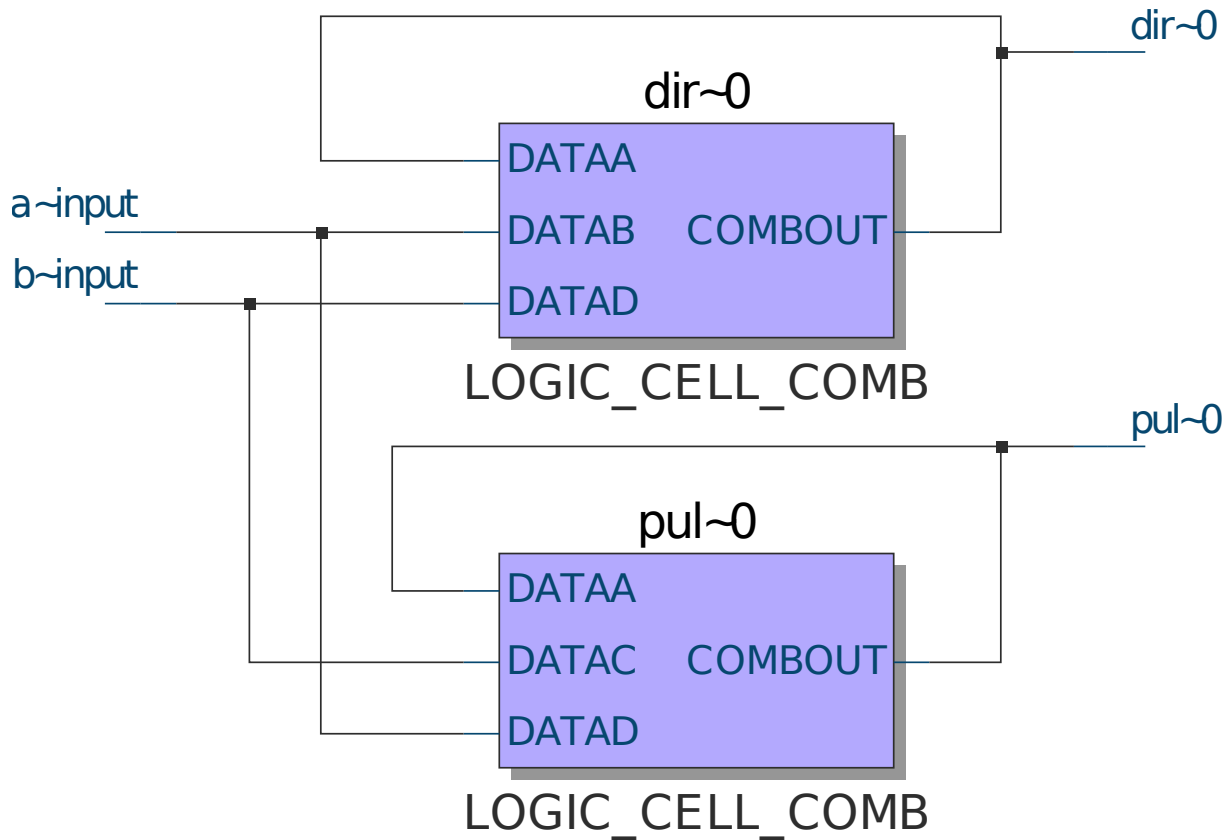 dir~0
dir~0
DATAA
a~input
DATAB COMBOUT
b~input
DATAD
LOGIC_CELL_COMB
pul~0
pul~0
DATAA
DATAC COMBOUT
DATAD
LOGIC_CELL_COMB